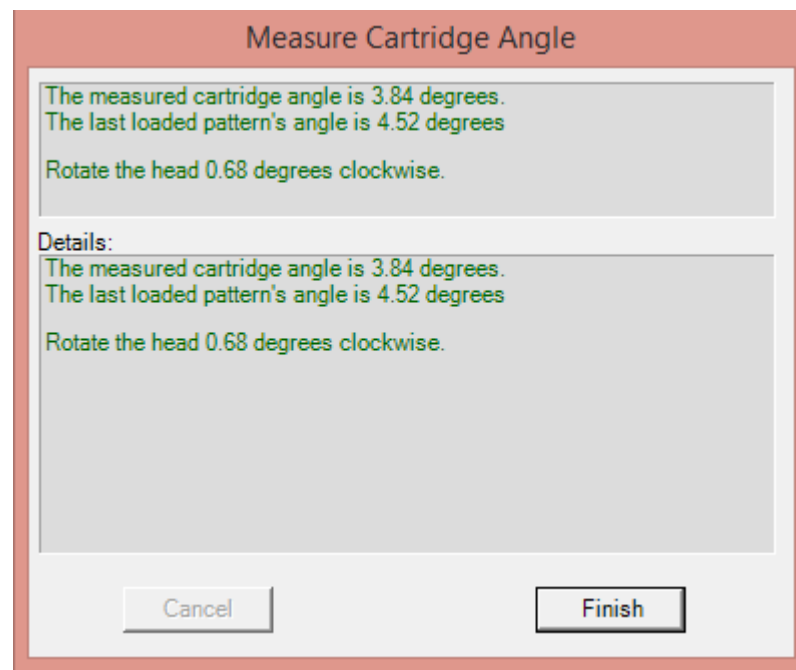 Measure Cartridge Angle
The measured cartridge angle is 3.84 degrees.
The last loaded pattern's angle is 4.52 degrees
Rotate the head 0.68 degrees clockwise.
Details:
The measured cartridge angle is 3.84 degrees.
The last loaded pattern's angle is 4.52 degrees
Rotate the head 0.68 degrees clockwise.
Cancel
Finish